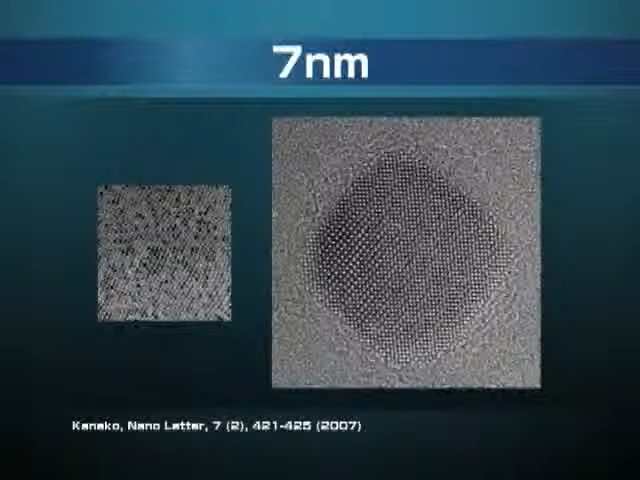 7nm
Kaneko, Nano Letter, 7 (2), 421-425 (2007)